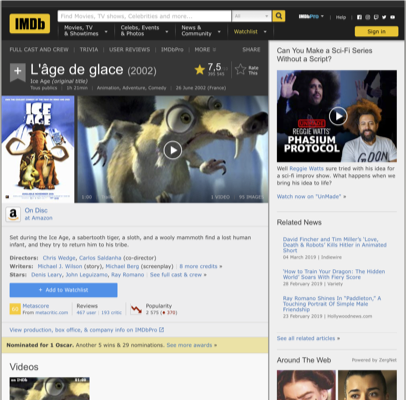 IMDb
Find Movies, TV shows, Celebrities and more...
All
IMDbPro
Help
Movies, TV & Showtimes
Celebs, Events & Photos
News & Community
Watchlist
Sign in
FULL CAST AND CREW | TRIVIA | USER REVIEWS | IMDbPro | MORE
SHARE
L'âge de glace (2002)
Ice Age (original title)
Tous publics | 1h 21min | Animation, Adventure, Comedy | 26 June 2002 (France)
7,5
Rate This
ICE AGE
1 VIDEO
On Disc
at Amazon
Set during the Ice Age, a sabertooth tiger, a sloth, and a wooly mammoth find a lost human
infant, and they try to return him to his tribe.
Directors: Chris Wedge, Carlos Saldanha (co-director)
Writers: Michael J. Wilson (story), Michael Berg (screenplay) | 8 more credits »
Stars: Denis Leary, John Leguizamo, Ray Romano | See full cast & crew »
+ Add to Watchlist
Metascore
From metacritic.com
Reviews
467 user | 193 critic
Popularity
2 575
View production, box office, & company info on IMDbPro
Nominated for 1 Oscar. Another 5 wins & 29 nominations. See more awards »
Videos
Can You Make a Sci-Fi Series
Without a Script?
REGGIE WATTS'
PHASIUM
PROTOCOL
Well Reggie Watts sure tried with his idea for
a sci-fi improv show. What happens when we
bring his idea to life?
Watch now on "UnMade" »
Related News
David Fincher and Tim Miller's 'Love,
Death & Robots' Kills Hitler in Animated
Short
04 March 2019 | Indiewire
'How to Train Your Dragon: The Hidden
World' Soars With Fiery Score
28 February 2019 | Variety
Ray Romano Shines In "Paddleton," A
Touching Portrait Of Simple Male
Friendship
23 February 2019 | Hollywoodnews.com
See all related articles »
Around The Web
Powered by ZergNet